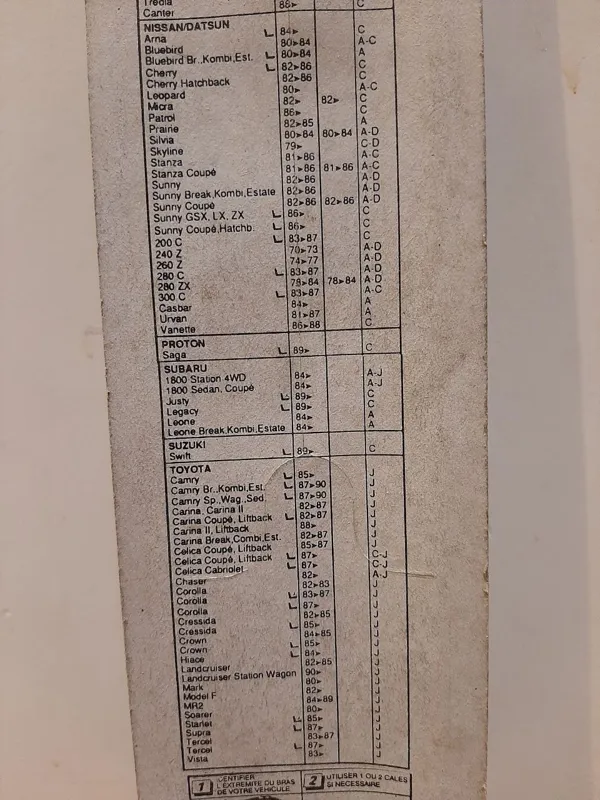 Tredia
Canter 85► C
NISSAN/DATSUN
Arna L 84► C
Bluebird 80►84 A-C
Bluebird Br.,Kombi,Est. L 80►84 A
Cherry L 82►86 C
Cherry Hatchback 82►86 C
Leopard 80► A-C
Micra 82► 82► C
Patrol 86► C
Prairie 82►85 A
Silvia 80►84 80►84 A-D
Skyline 79► C-D
Stanza 81►86 A-C
Stanza Coupé 81►86 81►86 A-D
Sunny 82►86 A-D
Sunny Break,Kombi,Estate 82►86 A-D
Sunny Coupé 82►86 82►86 A-D
Sunny GSX, LX, ZX L 86► C
Sunny Coupé,Hatchb. L 86► C
200 C L 83►87 C
240 Z 70►73 A-D
260 Z 74►77 A-D
280 C L 83►87 A-D
280 ZX 78►84 78►84 A-D
300 C L 83►87 A-C
Casbar 84► A
Urvan 81►87 A
Vanette 86►88 C
PROTON
Saga L 89► C
SUBARU
1800 Station 4WD 84► A-J
1800 Sedan, Coupé 84► A-J
Justy L 89► C
Legacy L 89► C
Leone 84► A
Leone Break,Kombi,Estate 84► A
SUZUKI
Swift L 89► C
TOYOTA
Camry L 85► J
Camry Br.,Kombi,Est. L 87►90 J
Camry Sp.,Wag.,Sed. L 87►90 J
Carina, Carina II 82►87 J
Carina Coupé, Liftback L 82►87 J
Carina II, Liftback 88► J
Carina Break,Combi,Est. 82►87 J
Celica Coupé, Liftback 85►87 J
Celica Coupé, Liftback L 87► C-J
Celica Cabriolet L 87► C-J
Chaser 82► A-J
Corolla 82►83 J
Corolla L 83►87 J
Corolla L 87► J
Cressida 82►85 J
Cressida L 85► J
Crown 84►85 J
Crown L 85► J
Hiace L 84► J
Landcruiser 82►85 J
Landcruiser Station Wagon 90► J
Mark 80► J
Model F 82► J
MR2 84►89 J
Soarer 80► J
Starlet L 85► J
Supra L 87► J
Tercel 83►87 J
Tercel L 87► J
Vista 83► J
1 IDENTIFIER L'EXTREMITE DU BRAS DE VOTRE VEHICULE
2 UTILISER 1 OU 2 CALES SI NECESSAIRE